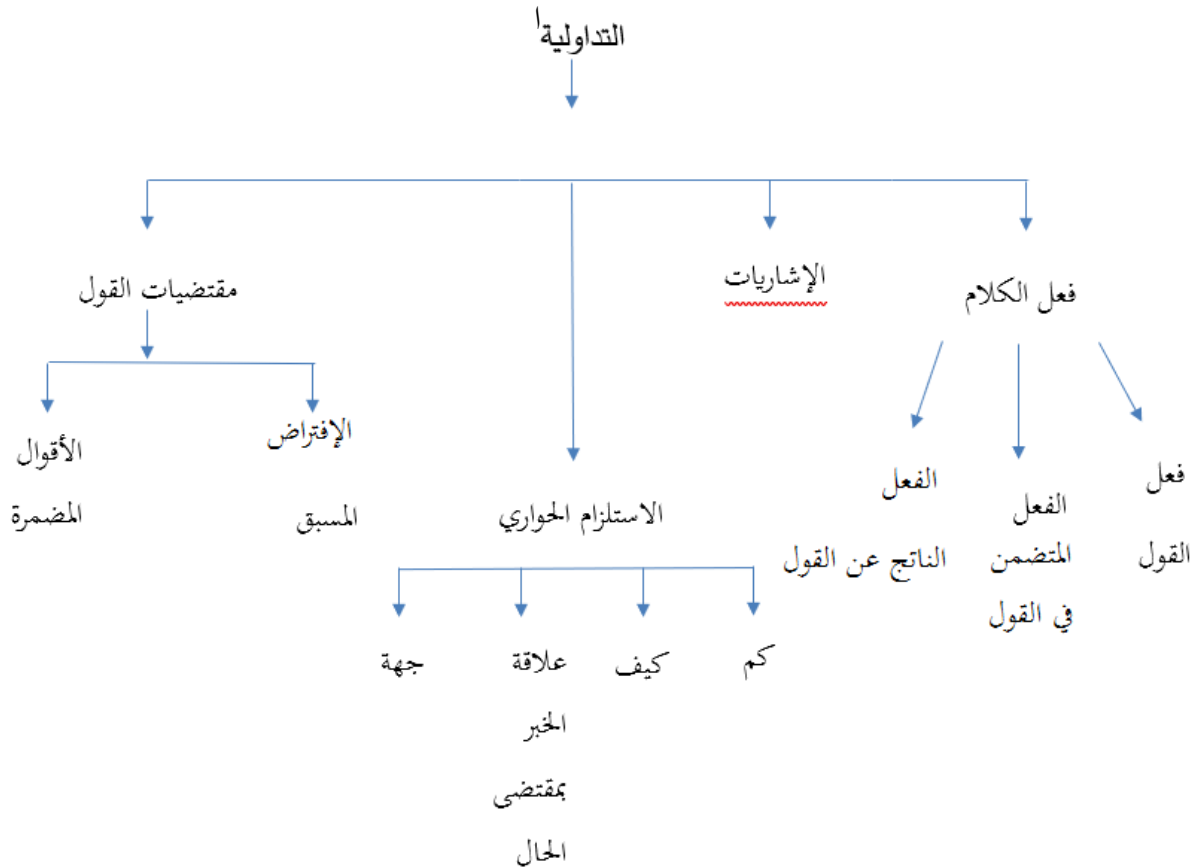 التداولية ا
فعل الكلام
الإشاريات
مقتضيات القول
فعل
القول
الفعل
المتضمن
في القول
الفعل
الناتج عن القول
الاستلزام الحواري
الإفتراض
المسبق
الأقوال
المضمرة
كم
كيف
علاقة
الخبر
بمقتضى
الحال
جهة